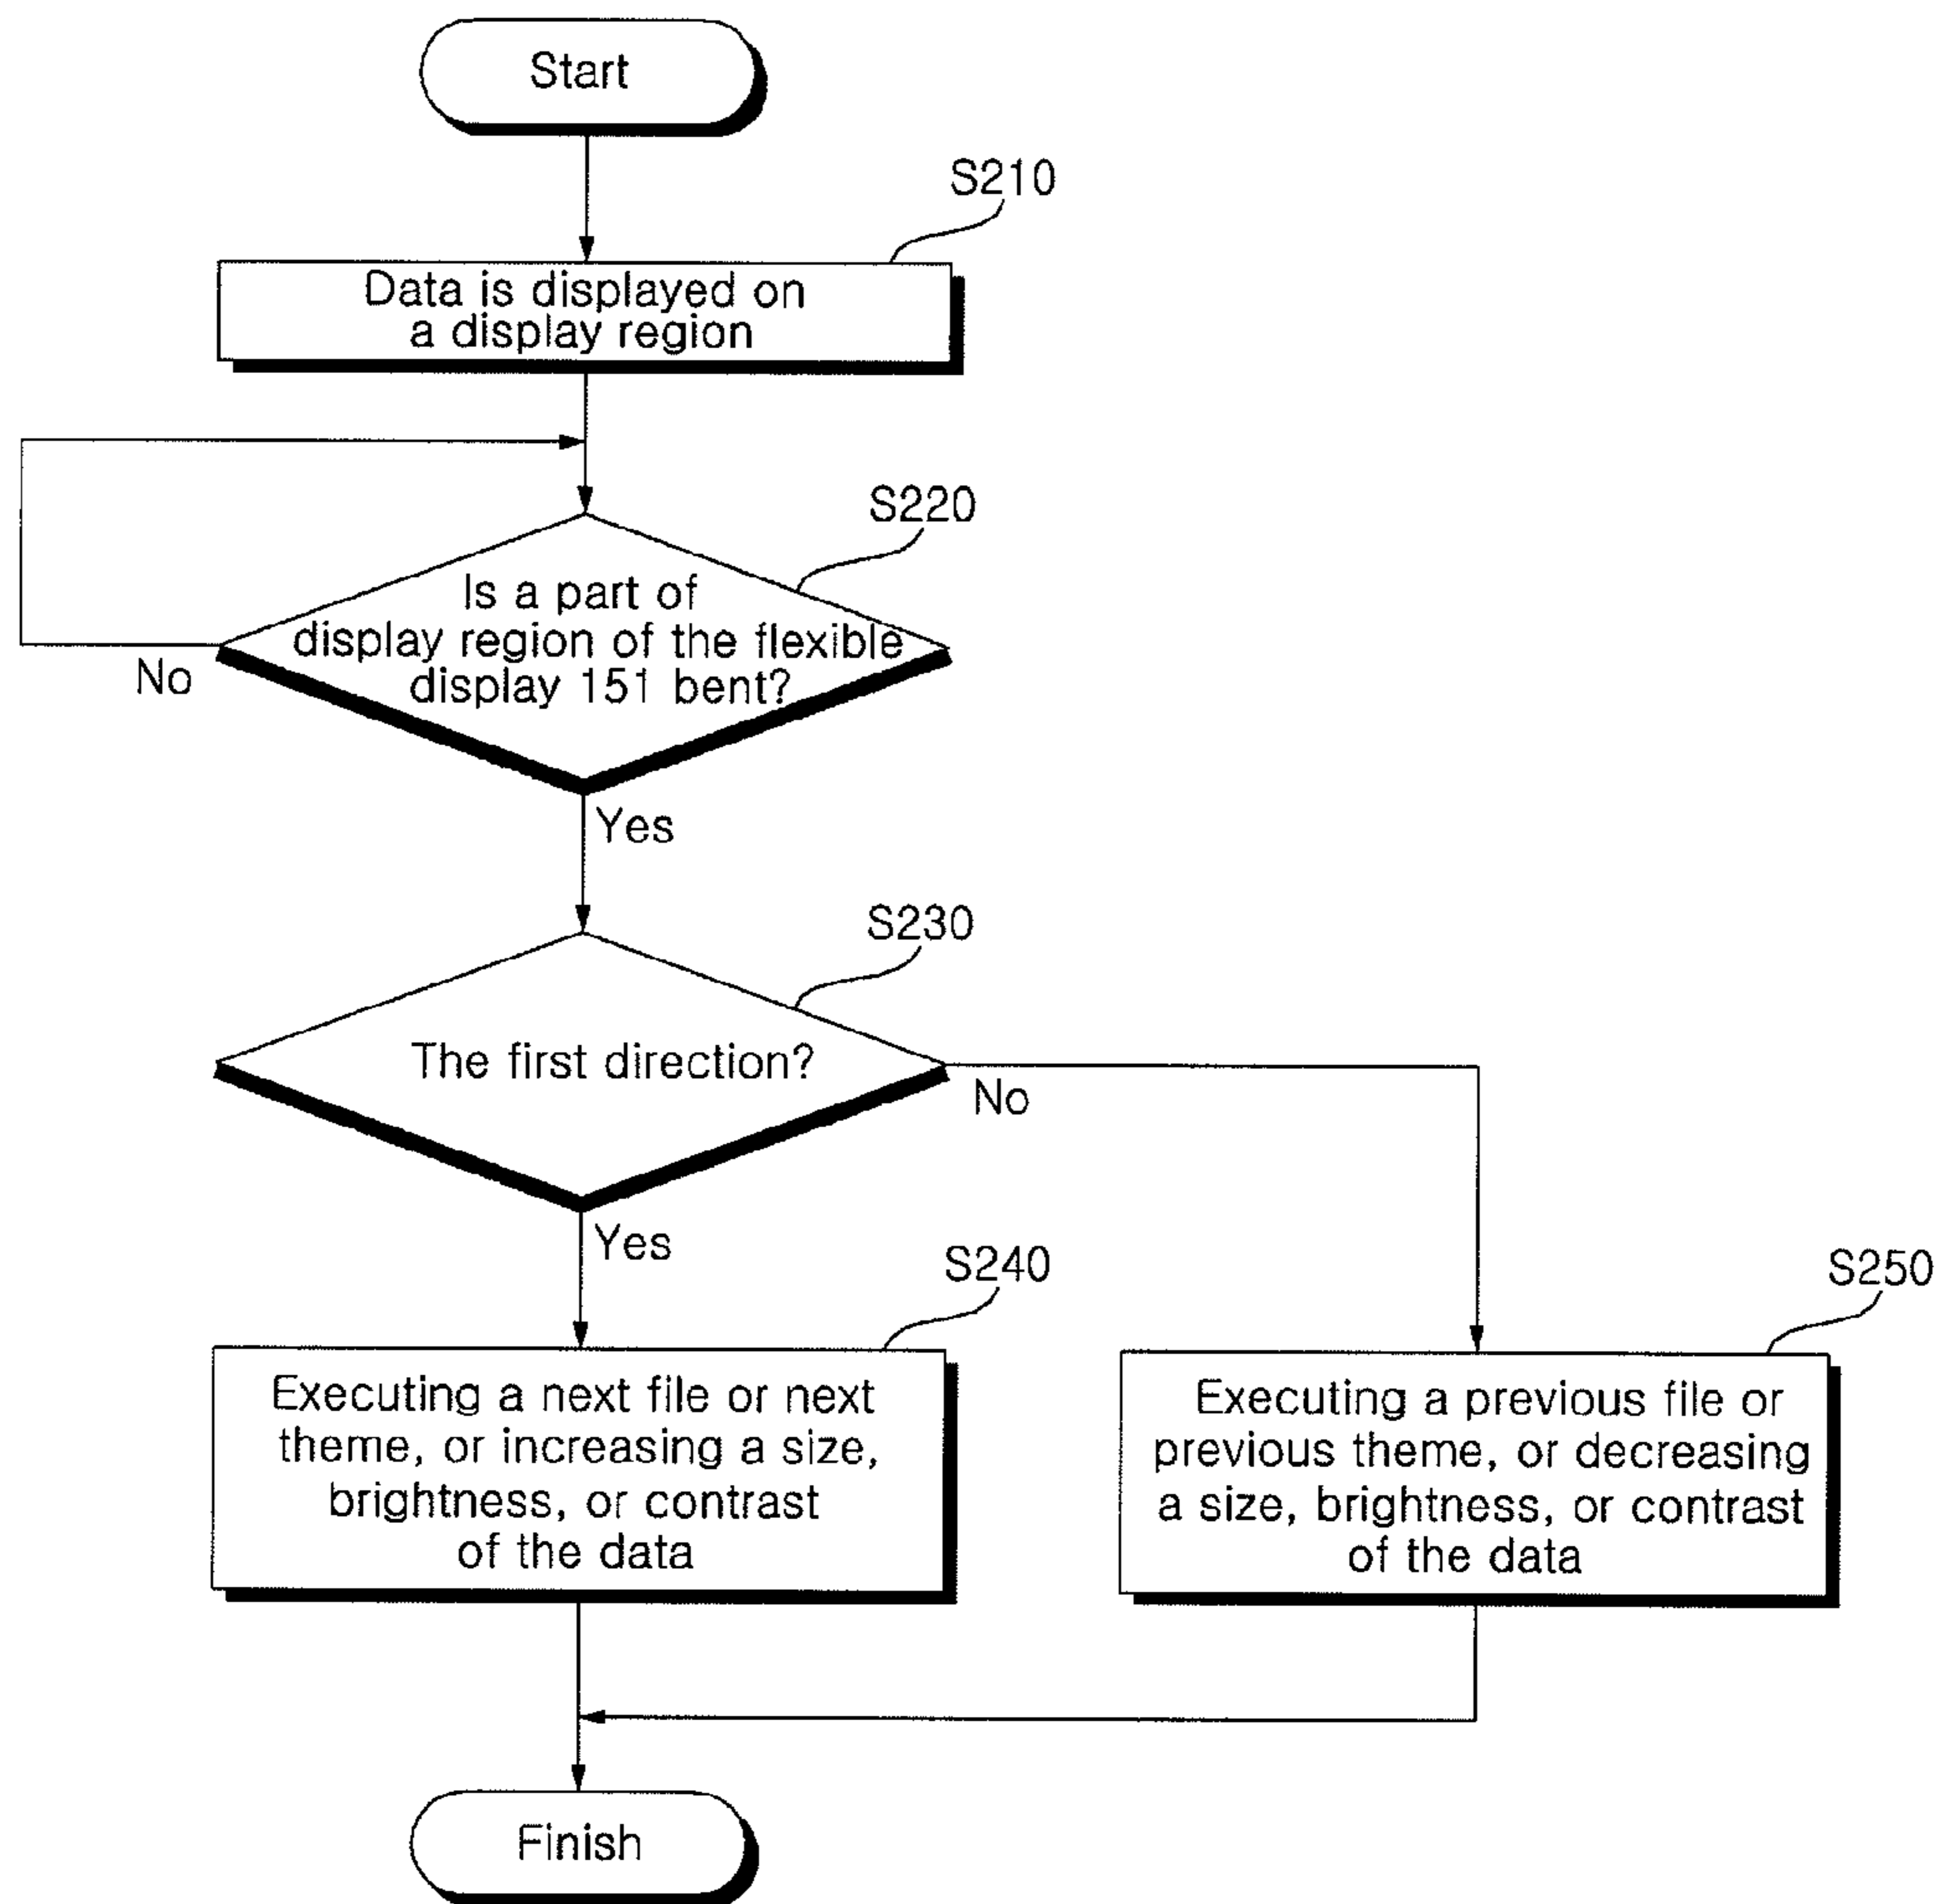 Start
S210
Data is displayed on
a display region
S220
Is a part of
display region of the flexible
display 151 bent?
No
Yes
S230
The first direction?
No
Yes
S240
S250
Executing a next file or next
theme, or increasing a size,
brightness, or contrast
of the data
Executing a previous file or
previous theme, or decreasing
a size, brightness, or contrast
of the data
Finish